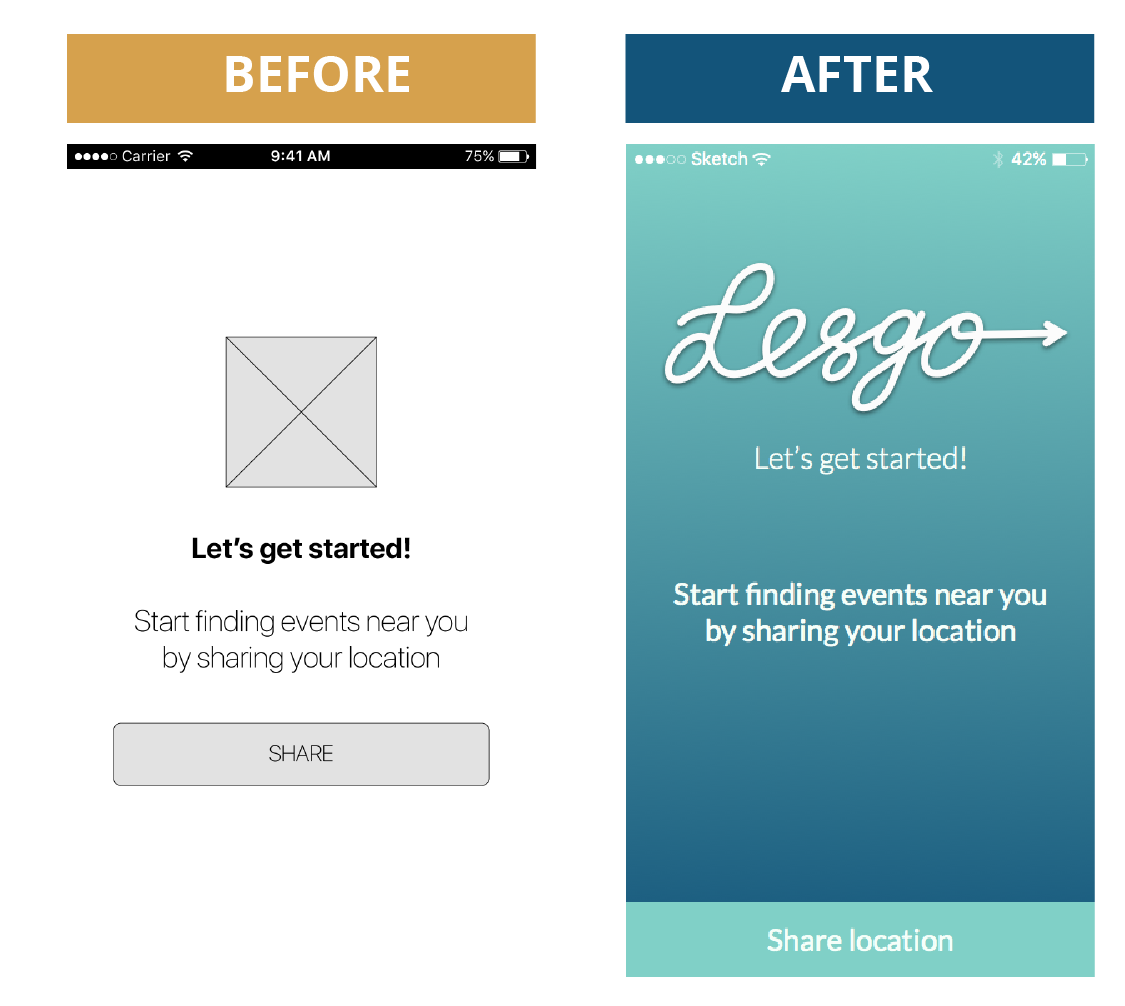 BEFORE
Carrier 9:41 AM 75%
Let's get started!
Start finding events near you
by sharing your location
SHARE
AFTER
Sketch 42%
Lesgo
Let's get started!
Start finding events near you
by sharing your location
Share location